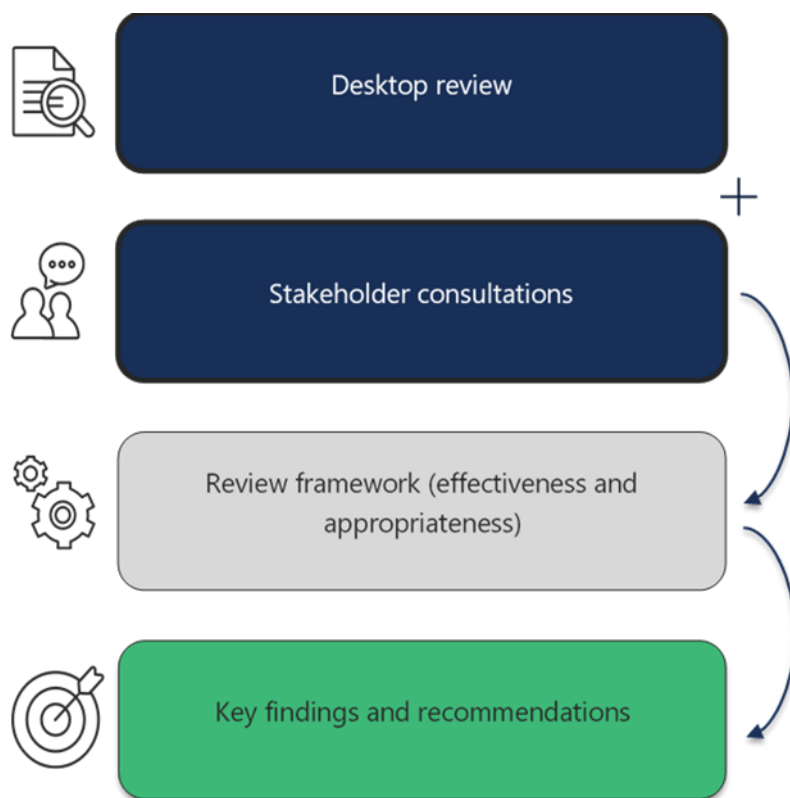 Desktop review
Stakeholder consultations
Review framework (effectiveness and
appropriateness)
Key findings and recommendations